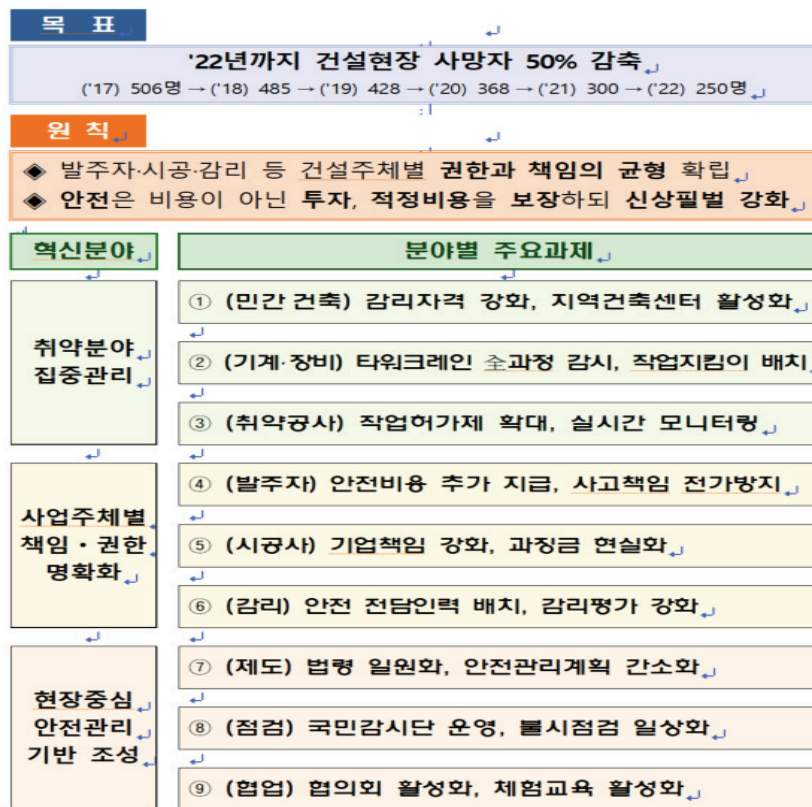 목 표
'22년까지 건설현장 사망자 50% 감축
('17) 506명 → ('18) 485 → ('19) 428 → ('20) 368 → ('21) 300 → ('22) 250명
원 칙
◈ 발주자·시공·감리 등 건설주체별 권한과 책임의 균형 확립
◈ 안전은 비용이 아닌 투자, 적정비용을 보장하되 신상필벌 강화
혁신분야
분야별 주요과제
취약분야
집중관리
① (민간 건축) 감리자격 강화, 지역건축센터 활성화
② (기계·장비) 타워크레인 全과정 감시, 작업지킴이 배치
③ (취약공사) 작업허가제 확대, 실시간 모니터링
사업주체별
책임·권한
명확화
④ (발주자) 안전비용 추가 지급, 사고책임 전가방지
⑤ (시공사) 기업책임 강화, 과징금 현실화
⑥ (감리) 안전 전담인력 배치, 감리평가 강화
현장중심
안전관리
기반 조성
⑦ (제도) 법령 일원화, 안전관리계획 간소화
⑧ (점검) 국민감시단 운영, 불시점검 일상화
⑨ (협업) 협의회 활성화, 체험교육 활성화